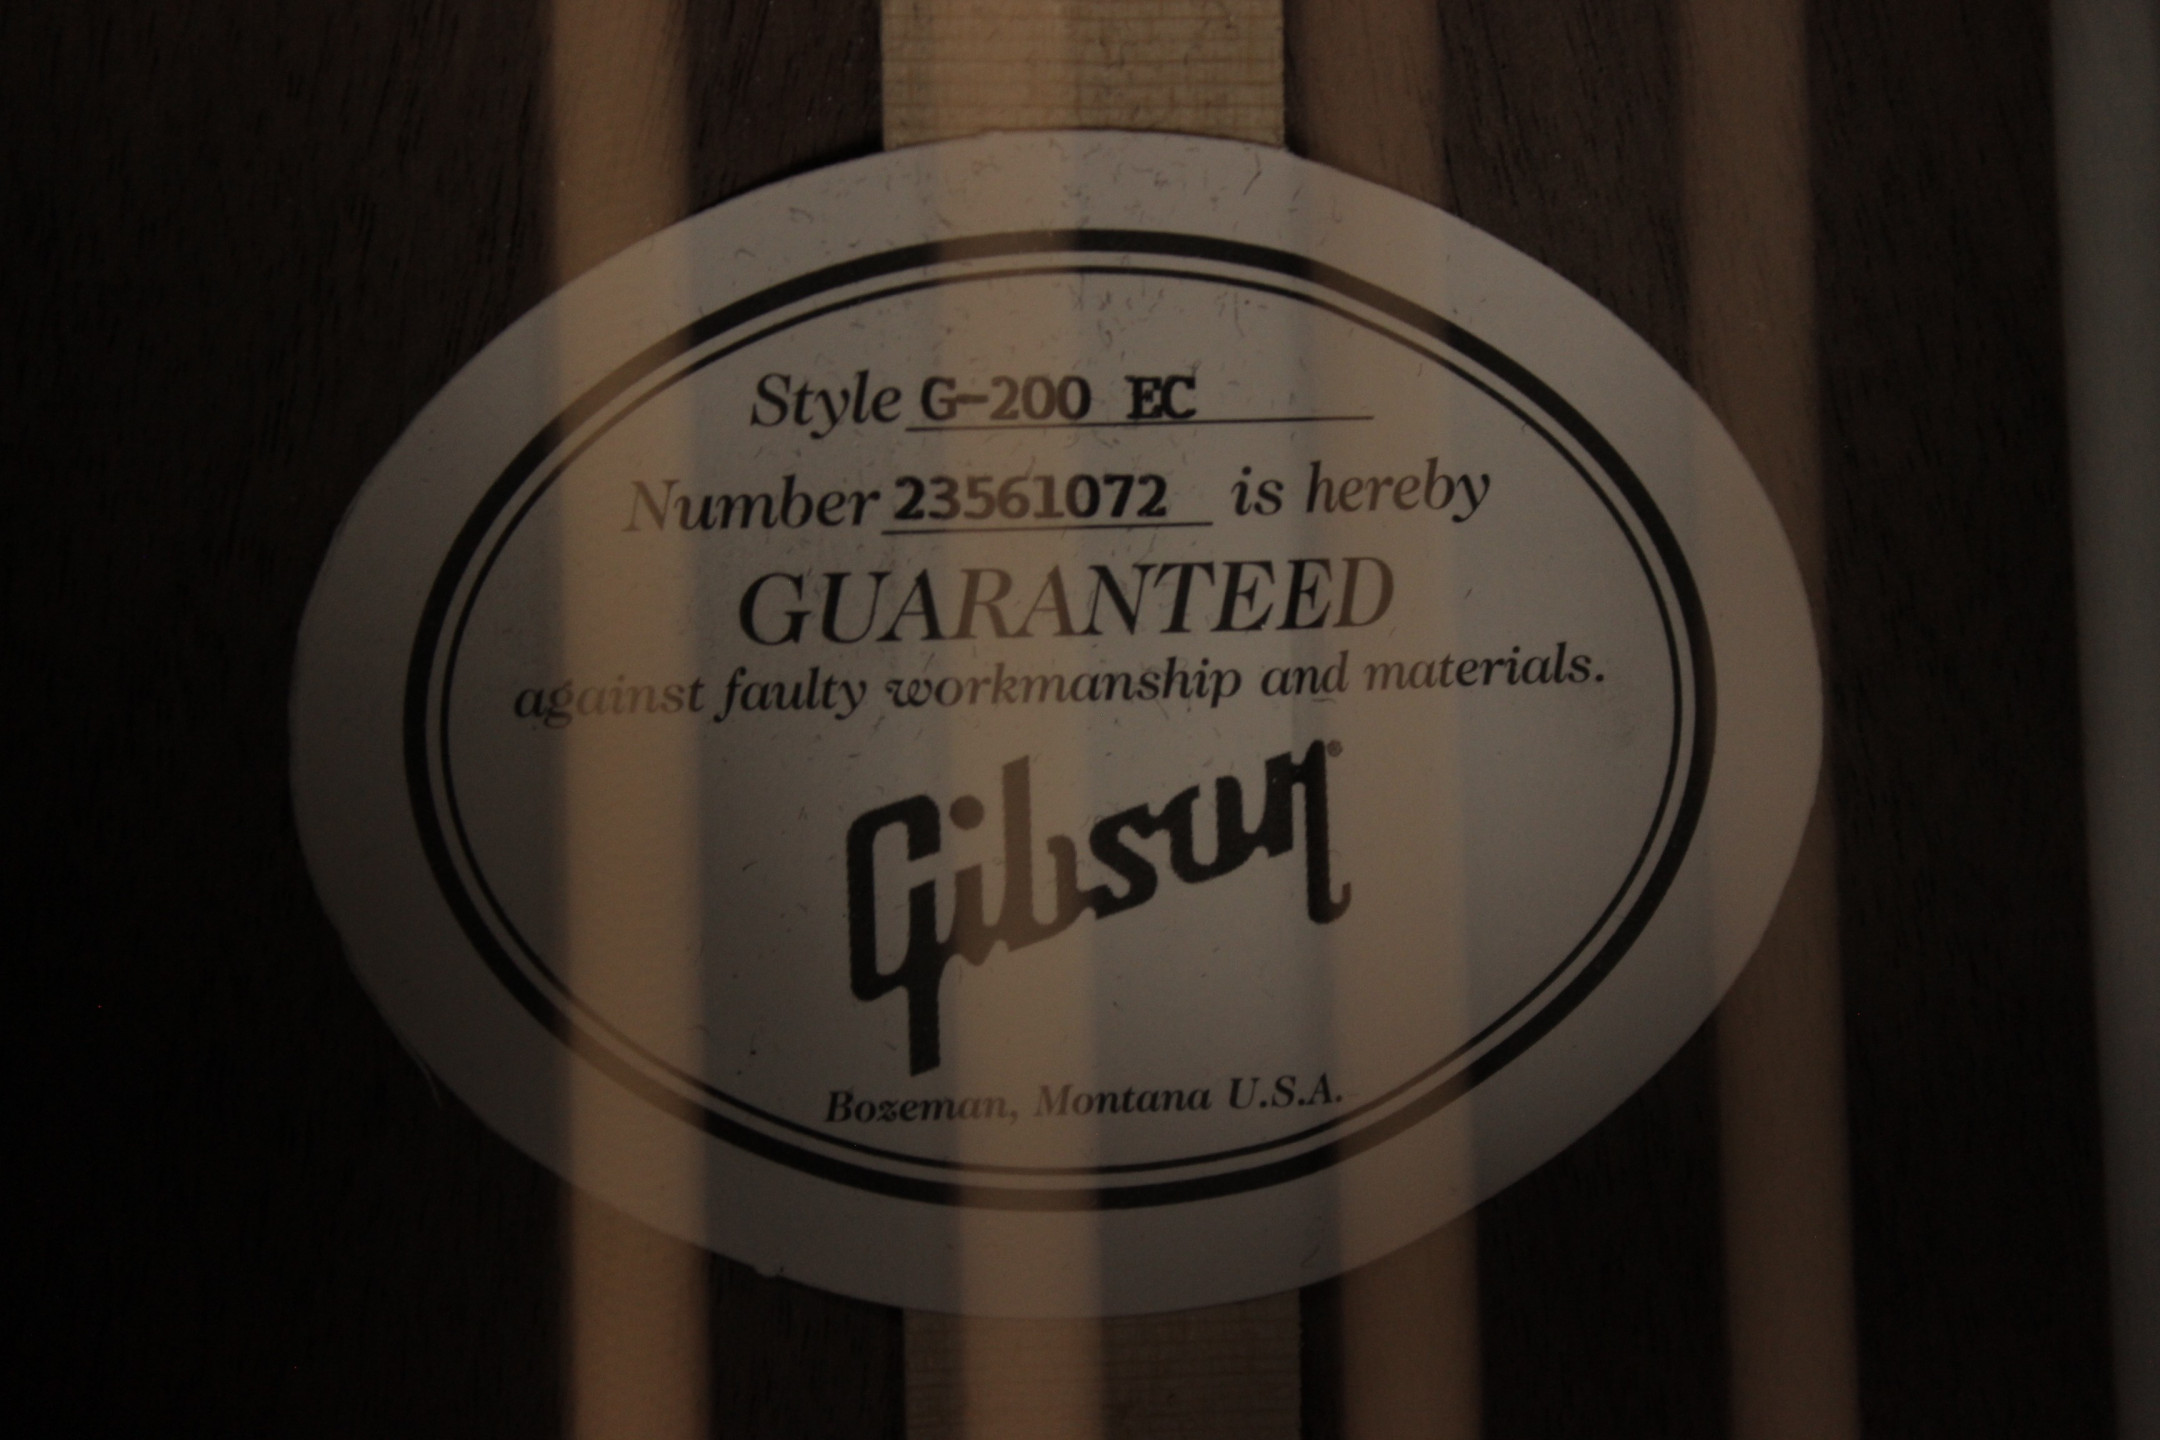 Style G-200 EC
Number 23561072 is hereby
GUARANTEED
against faulty workmanship and materials.
Gibson®
Bozeman, Montana U.S.A.